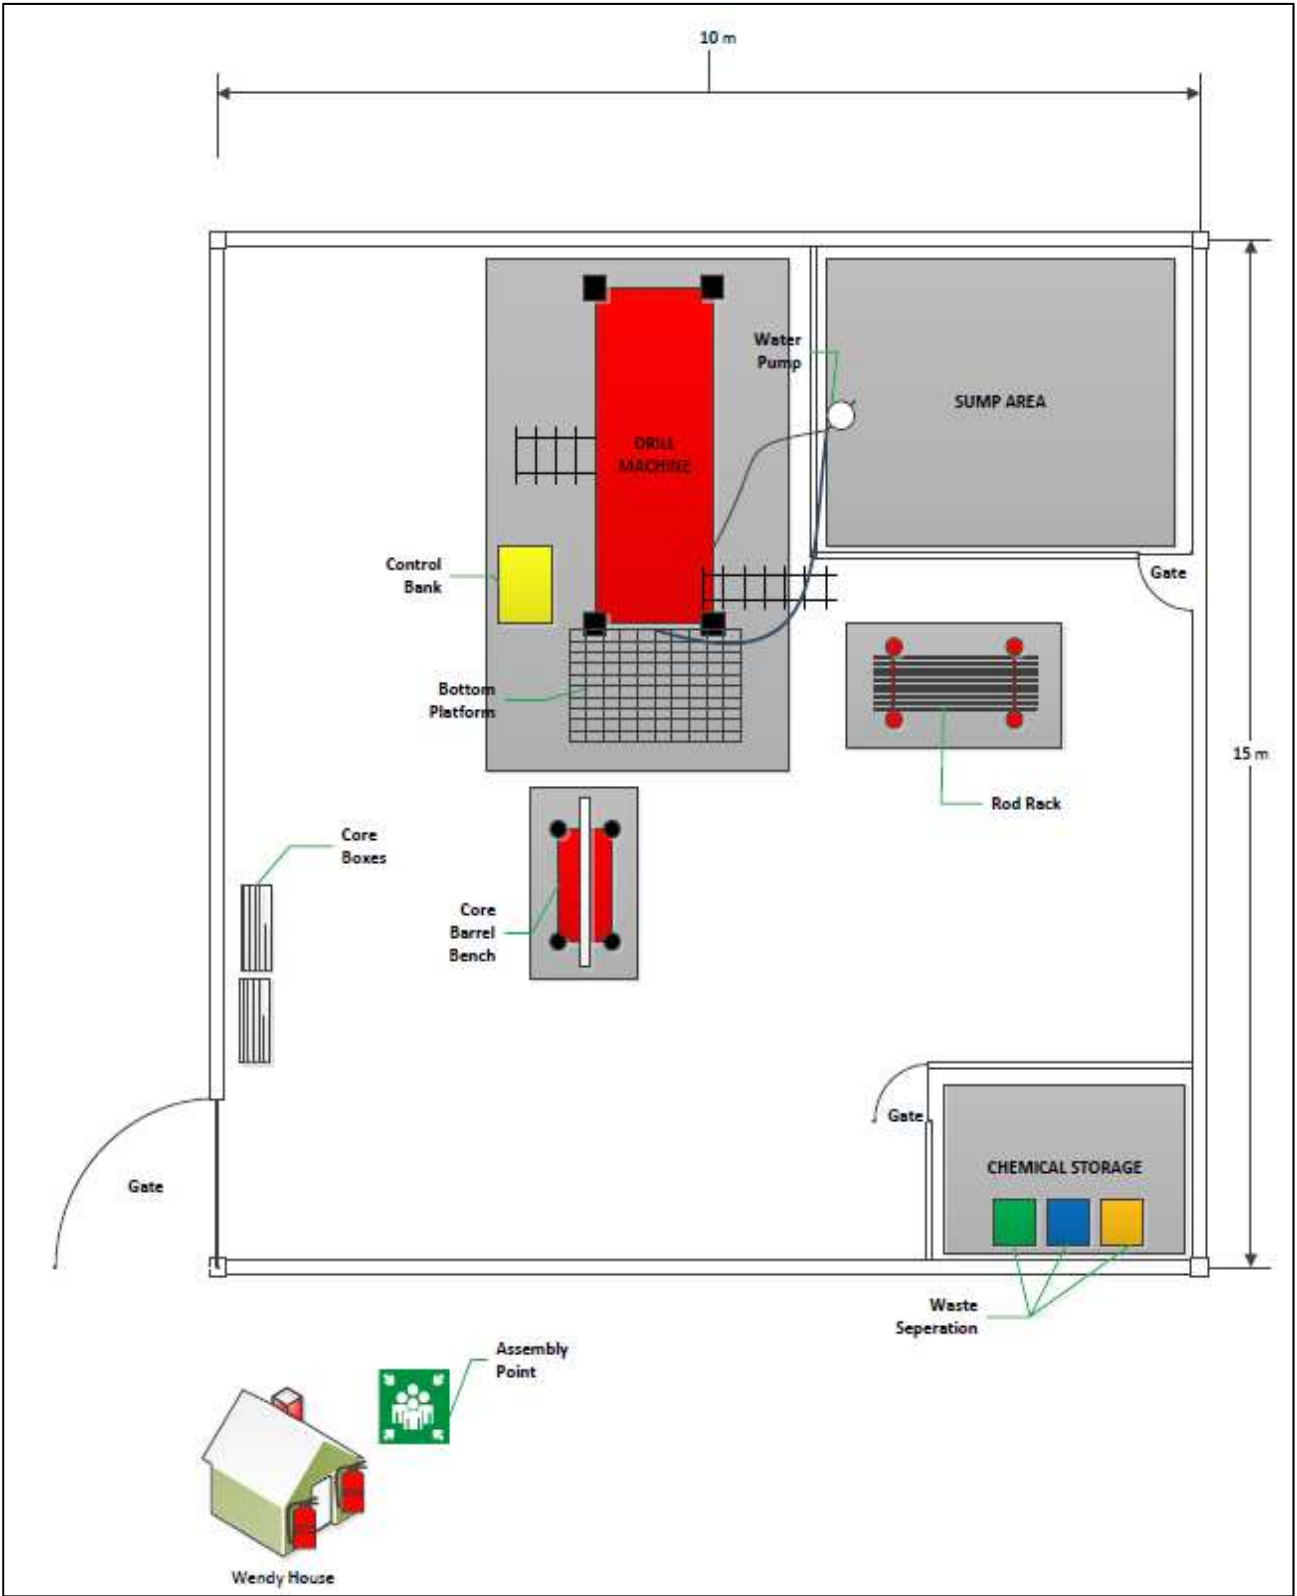 10 m
Water
Pump
SUMP AREA
DRILL
MACHINE
Control
Bank
Gate
Bottom
Platform
15 m
Rod Rack
Core
Boxes
Core
Barrel
Bench
Gate
CHEMICAL STORAGE
Gate
Waste
Seperation
Assembly
Point
Wendy House